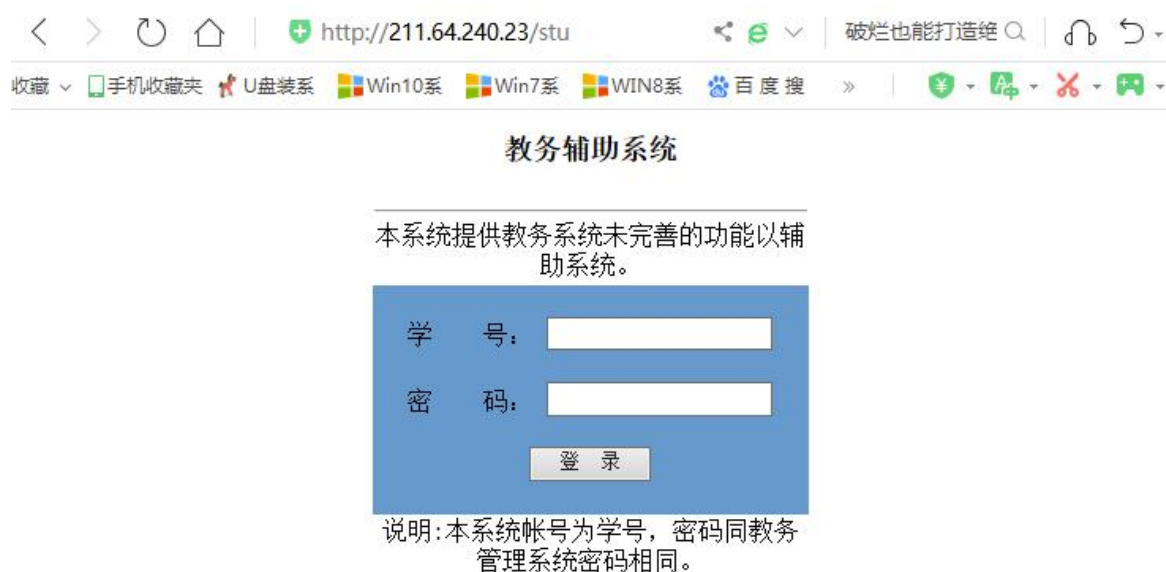 http://211.64.240.23/stu
破烂也能打造绝
收藏 手机收藏夹 U盘装系 Win10系 Win7系 WIN8系 百度搜 »
教务辅助系统
本系统提供教务系统未完善的功能以辅
助系统。
学 号:
密 码:
登 录
说明:本系统帐号为学号，密码同教务
管理系统密码相同。